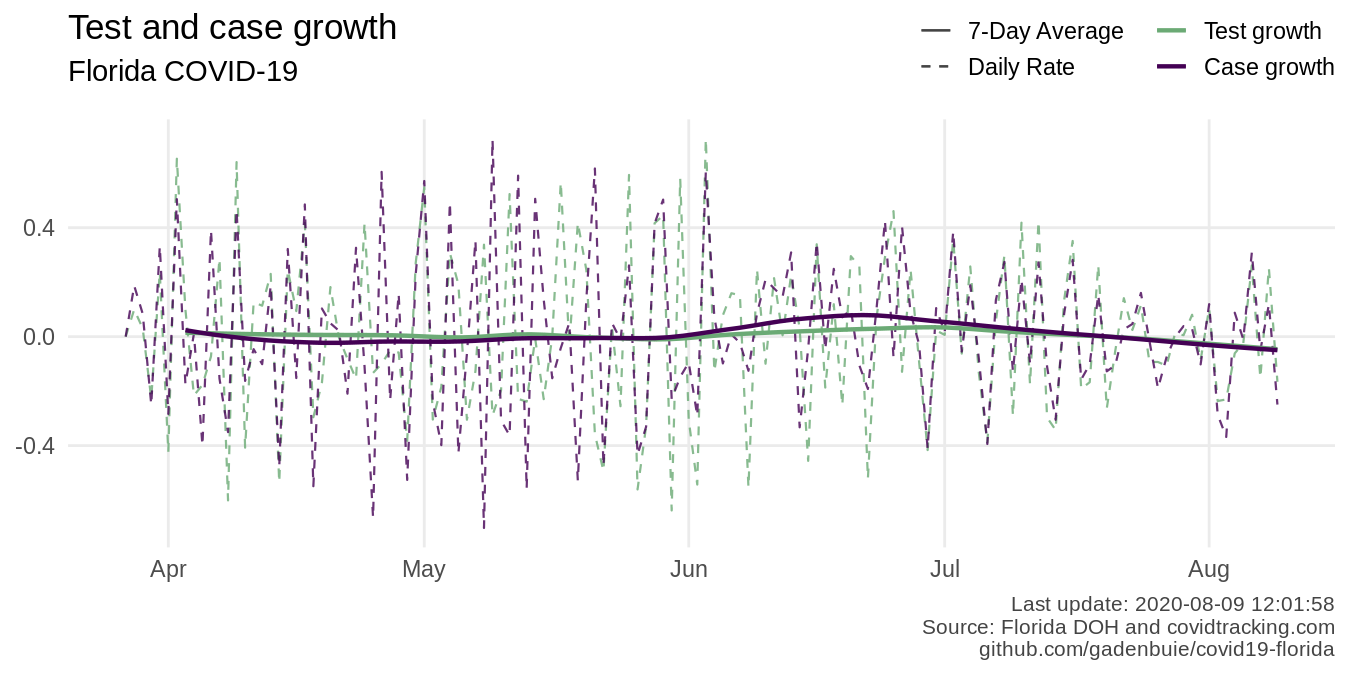 Test and case growth
Florida COVID-19
7-Day Average
Test growth
Daily Rate
Case growth
0.4
0.0
-0.4
Apr
May
Jun
Jul
Aug
Last update: 2020-08-09 12:01:58
Source: Florida DOH and covidtracking.com
github.com/gadenbuie/covid19-florida